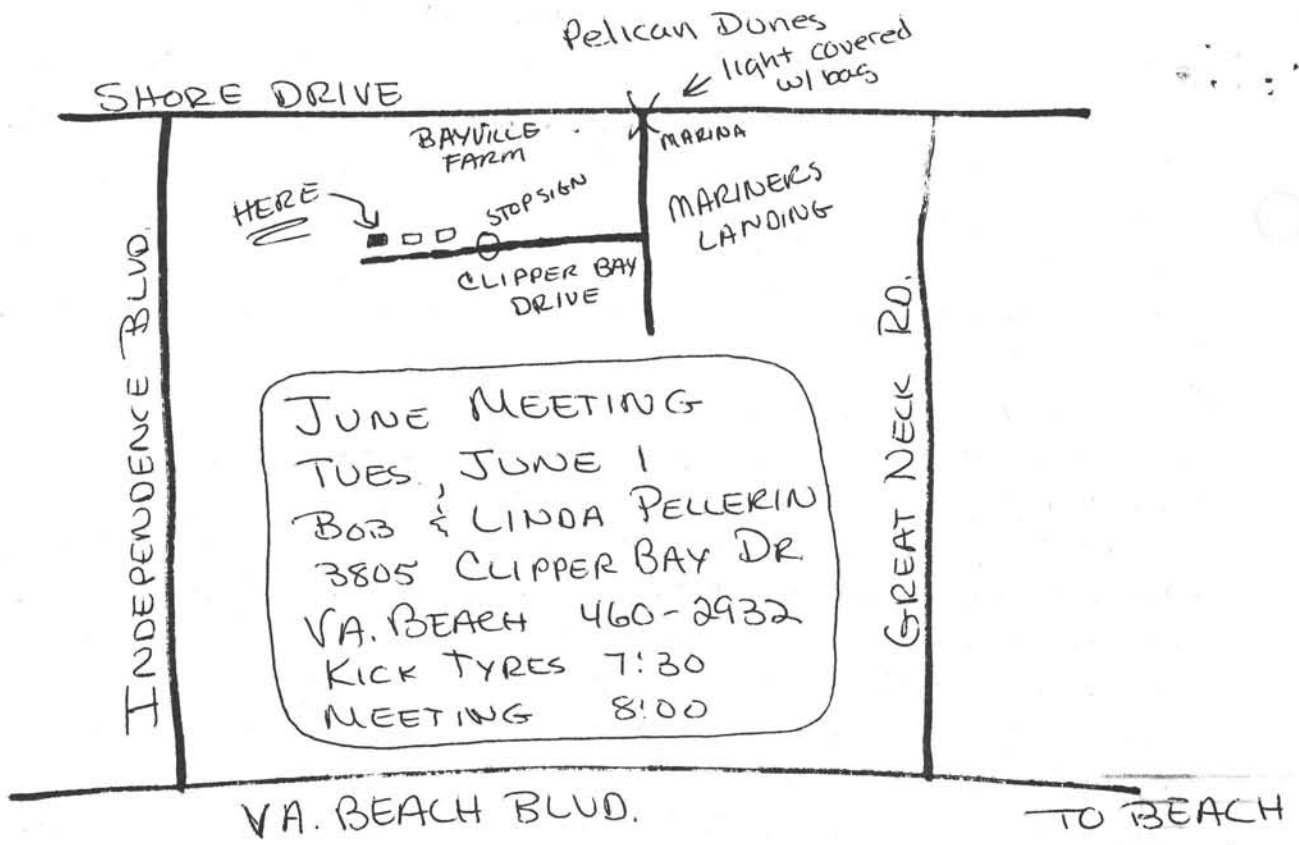 Pelican Dunes
light covered
w/ bag
SHORE DRIVE
BAYVILLE
FARM
MARINA
HERE
STOP SIGN
MARINERS
LANDING
CLIPPER BAY
DRIVE
INDEPENDENCE BLVD.
GREAT NECK RD.
JUNE MEETING
TUES., JUNE 1
BOB & LINDA PELLERIN
3805 CLIPPER BAY DR
VA. BEACH 460-2932
KICK TYRES 7:30
MEETING 8:00
VA. BEACH BLVD.
TO BEACH